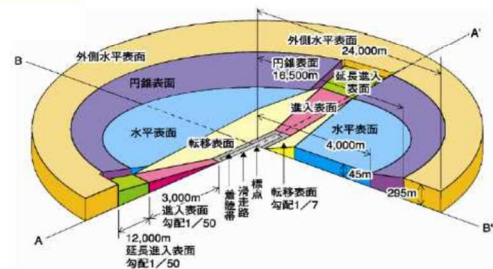 A'
外側水平表面
24,000m
B
外側水平表面
円錐表面
円錐表面
16,500m
延長進入
表面
進入表面
水平表面
水平表面
4,000m
45m
295m
3,000m
進入表面
勾配1/50
着陸帯
滑走路
標点
転移表面
勾配1/7
A
12,000m
延長進入表面
勾配1/50
B'